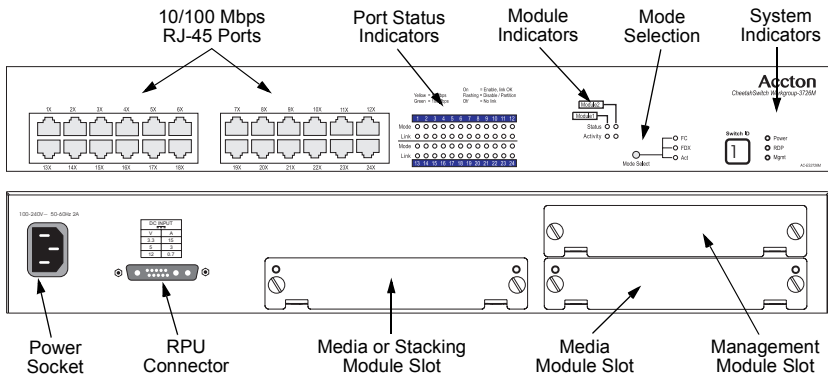 10/100 Mbps
RJ-45 Ports
Port Status
Indicators
Module
Indicators
Mode
Selection
System
Indicators
1X 2X 3X 4X 5X 6X
13X 14X 15X 16X 17X 18X
7X 8X 9X 10X 11X 12X
19X 20X 21X 22X 23X 24X
On = Enable, link OK
Flashing = Disable / Partition
Off = No link
Yellow =
Green =
1 2 3 4 5 6 7 8 9 10 11 12
Mode
Link
Mode
Link
13 14 15 16 17 18 19 20 21 22 23 24
Module2
Module1
Status
Activity
Mode Select
FC
FDX
Act
Accton
CheetahSwitch Workgroup-3726M
Switch ID
1
Power
RDP
Mgmt
100-240V~ 50-60Hz 2A
DC INPUT
V A
3.3 15
5 3
12 0.7
Power
Socket
RPU
Connector
Media or Stacking
Module Slot
Media
Module Slot
Management
Module Slot